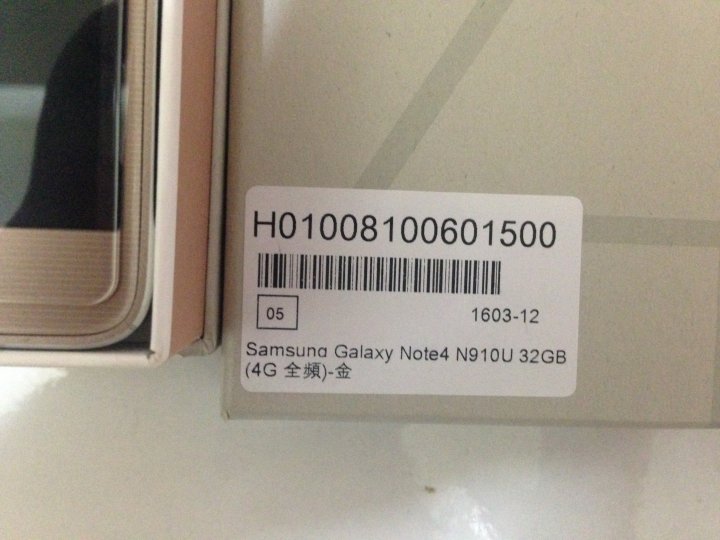 H01008100601500
05
1603-12
Samsung Galaxy Note4 N910U 32GB
(4G 全頻)-金